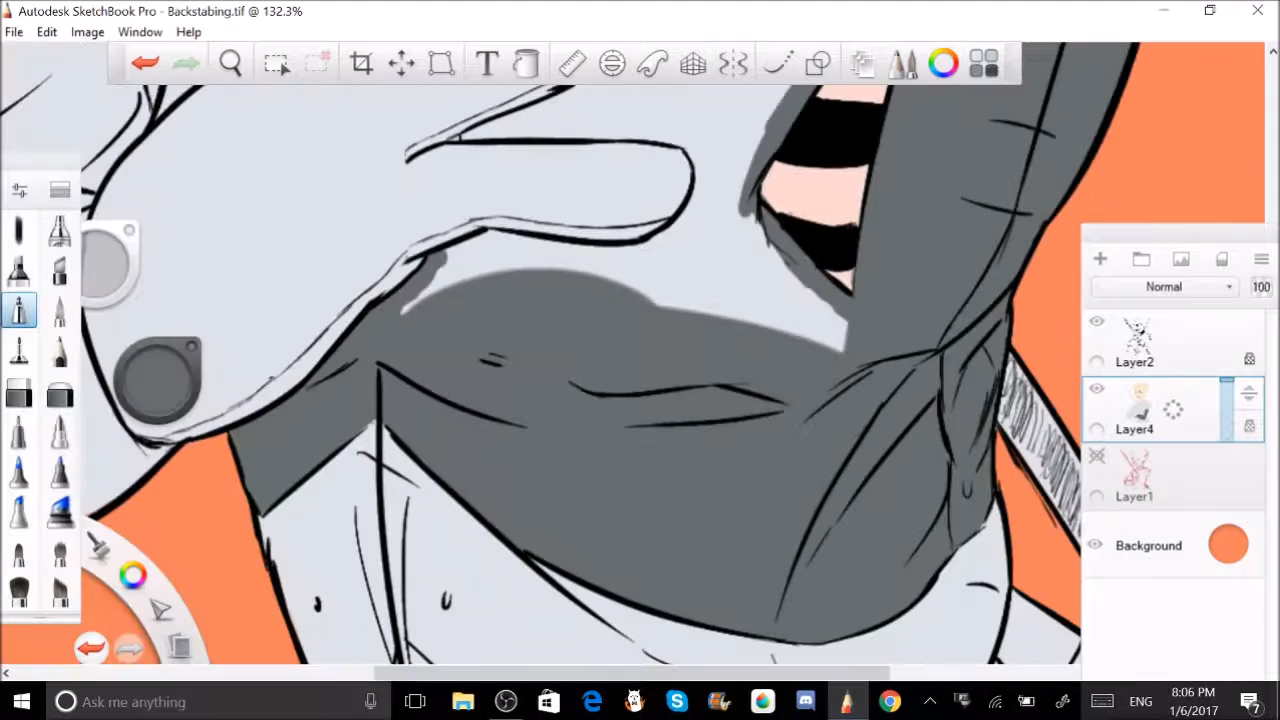 Autodesk SketchBook Pro - Backstabing.tif @ 132.3%
File Edit Image Window Help
T
Normal 100
Layer2
Layer4
Layer1
Background
Ask me anything
ENG
8:06 PM
1/6/2017
7